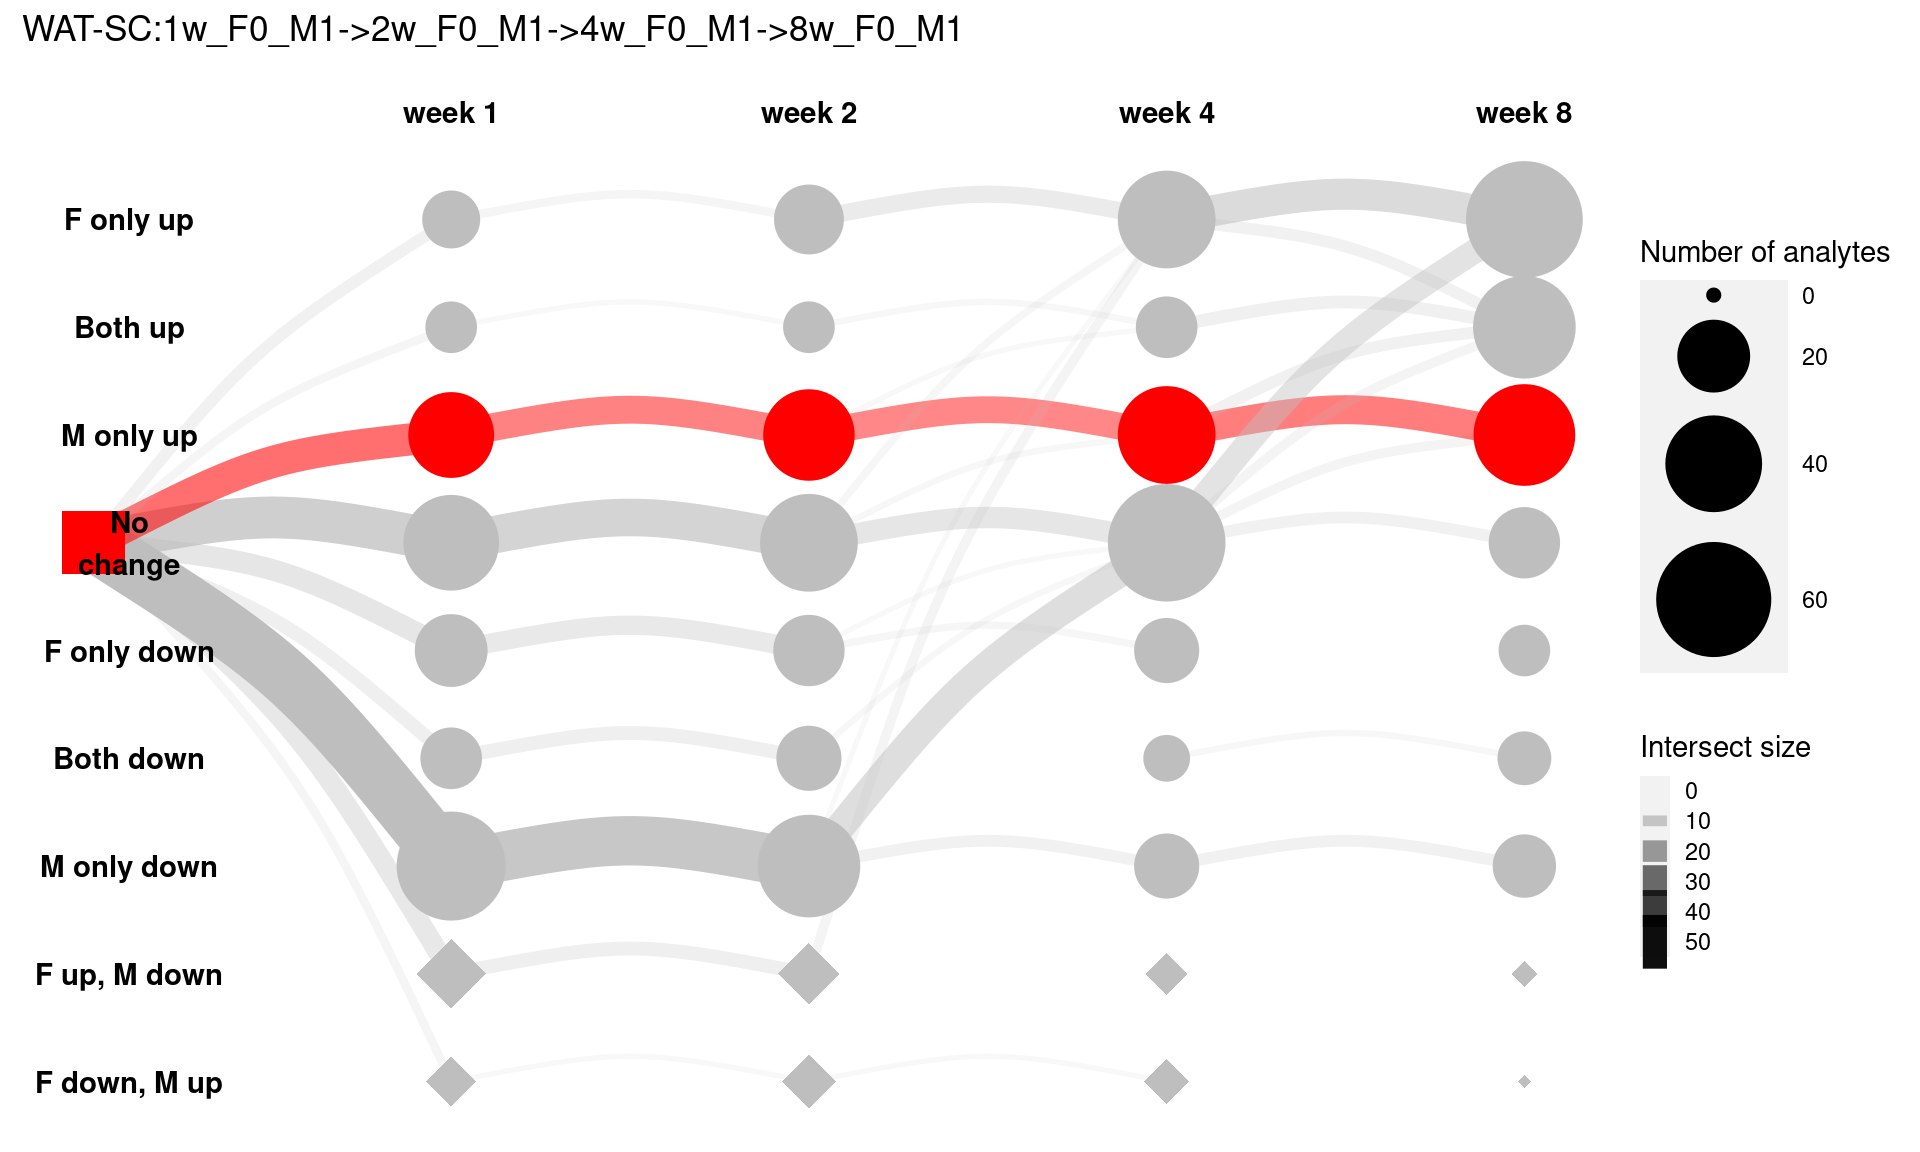 WAT-SC:1w_F0_M1->2w_F0_M1->4w_F0_M1->8w_F0_M1
week 1 week 2 week 4 week 8
F only up
Both up
M only up
No
change
F only down
Both down
M only down
F up, M down
F down, M up
Number of analytes
0
20
40
60
Intersect size
0
10
20
30
40
50